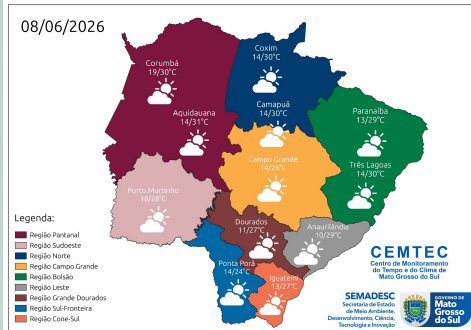 08/06/2026
Corumbá
19/30°C
Coxim
14/30°C
Aquidauana
14/31°C
Camapuã
14/30°C
Paranaíba
13/29°C
Campo Grande
14/26°C
Três Lagoas
14/30°C
Porto Murtinho
18/28°C
Dourados
11/27°C
Anaurilândia
10/29°C
Ponta Porã
14/24°C
Iguatemi
13/27°C
Legenda:
Região Pantanal
Região Sudoeste
Região Norte
Região Campo Grande
Região Bolsão
Região Leste
Região Grande Dourados
Região Sul-Fronteira
Região Cone-Sul
CEMTEC
Centro de Monitoramento
do Tempo e do Clima de
Mato Grosso do Sul
SEMADESC
Secretaria de Estado
de Meio Ambiente,
Desenvolvimento, Ciência,
Tecnologia e Inovação
GOVERNO DE
Mato
Grosso
do Sul